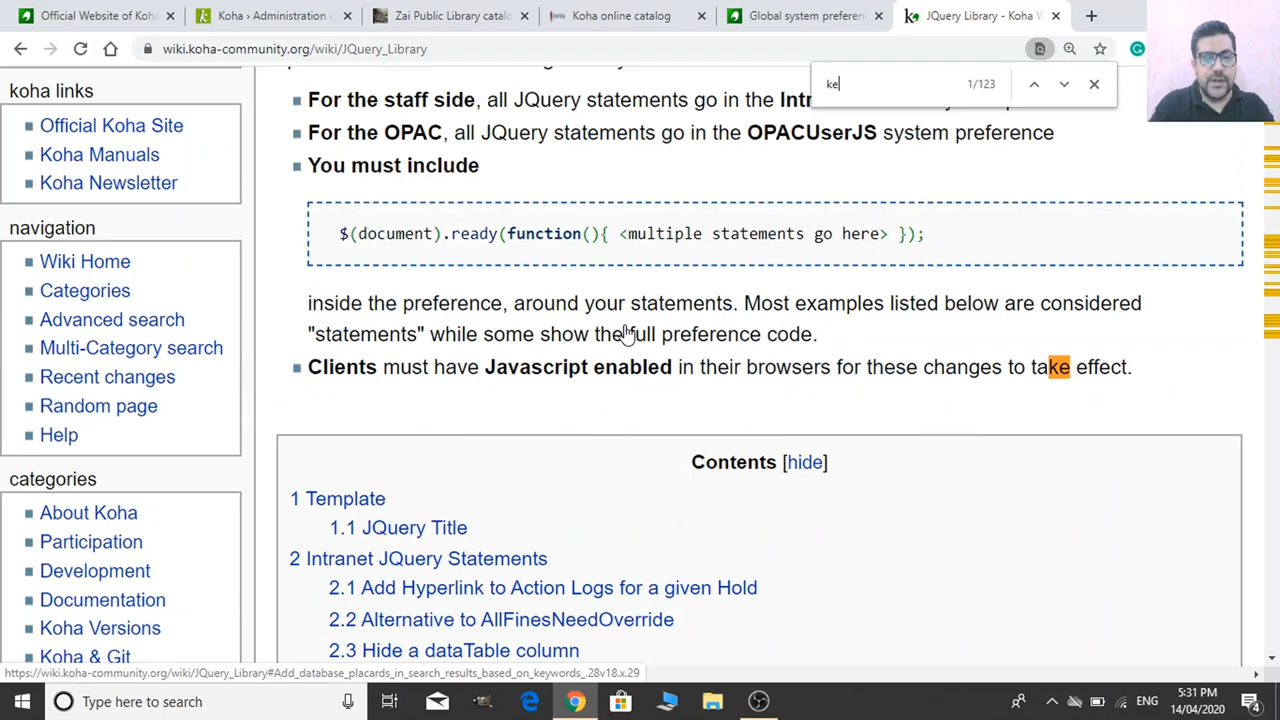 Official Website of Koha
Koha › Administration
Zai Public Library catalo
Koha online catalog
Global system preferen
JQuery Library - Koha W
wiki.koha-community.org/wiki/JQuery_Library
ke
1/123
koha links
Official Koha Site
Koha Manuals
Koha Newsletter
navigation
Wiki Home
Categories
Advanced search
Multi-Category search
Recent changes
Random page
Help
categories
About Koha
Participation
Development
Documentation
Koha Versions
Koha & Git
For the staff side, all JQuery statements go in the Intr
For the OPAC, all JQuery statements go in the OPACUserJS system preference
You must include
$(document).ready(function(){ <multiple statements go here> });
inside the preference, around your statements. Most examples listed below are considered
"statements" while some show the full preference code.
Clients must have Javascript enabled in their browsers for these changes to take effect.
Contents [hide]
1 Template
1.1 JQuery Title
2 Intranet JQuery Statements
2.1 Add Hyperlink to Action Logs for a given Hold
2.2 Alternative to AllFinesNeedOverride
2.3 Hide a dataTable column
https://wiki.koha-community.org/wiki/JQuery_Library#Add_database_placards_in_search_results_based_on_keywords_.28v18.x.29
Type here to search
ENG
5:31 PM
14/04/2020
4